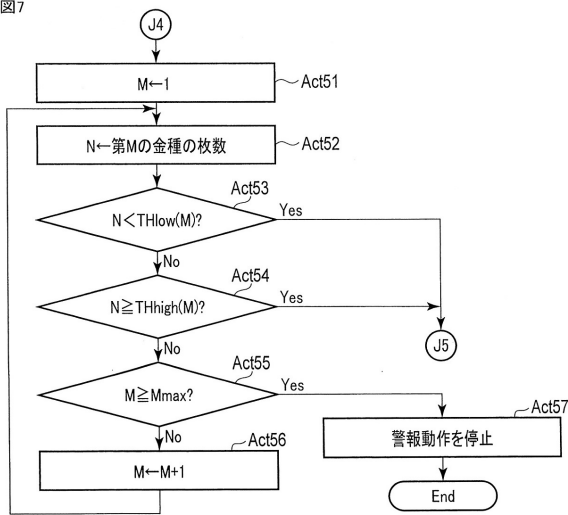 図7
J4
M←1
Act51
N←第Mの金種の枚数
Act52
Act53
N<THlow(M)?
Yes
No
Act54
N≧THhigh(M)?
Yes
No
J5
Act55
M≧Mmax?
Yes
No
Act57
警報動作を停止
Act56
M←M+1
End